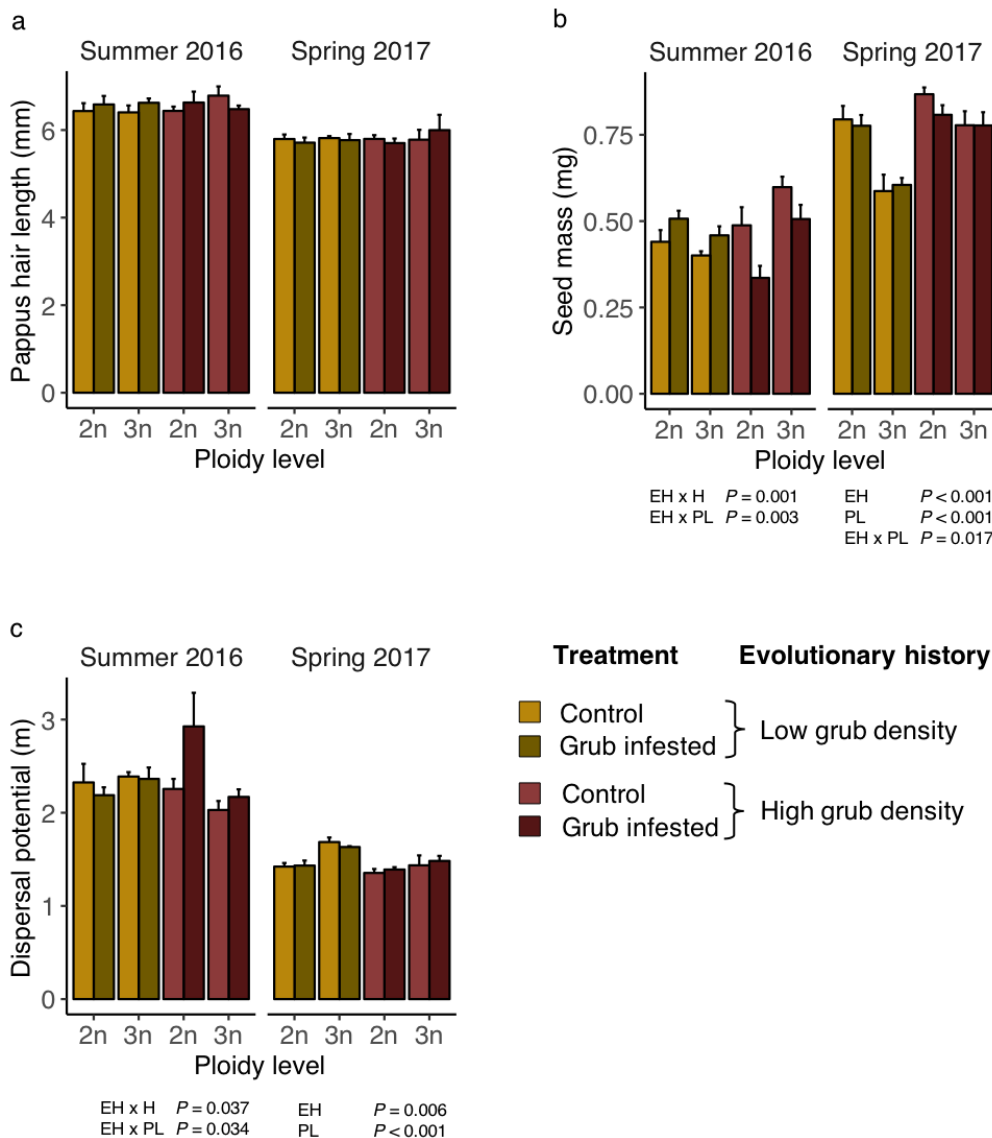 a
Summer 2016 Spring 2017
Pappus hair length (mm)
6
4
2
0
2n 3n 2n 3n 2n 3n 2n 3n
Ploidy level
b
Summer 2016 Spring 2017
Seed mass (mg)
0.75
0.50
0.25
0.00
2n 3n 2n 3n 2n 3n 2n 3n
Ploidy level
EH x H P = 0.001 EH P < 0.001
EH x PL P = 0.003 PL P < 0.001
EH x PL P = 0.017
c
Summer 2016 Spring 2017
Dispersal potential (m)
3
2
1
0
2n 3n 2n 3n 2n 3n 2n 3n
Ploidy level
EH x H P = 0.037 EH P = 0.006
EH x PL P = 0.034 PL P < 0.001
Treatment Evolutionary history
Control
Grub infested
Low grub density
Control
Grub infested
High grub density